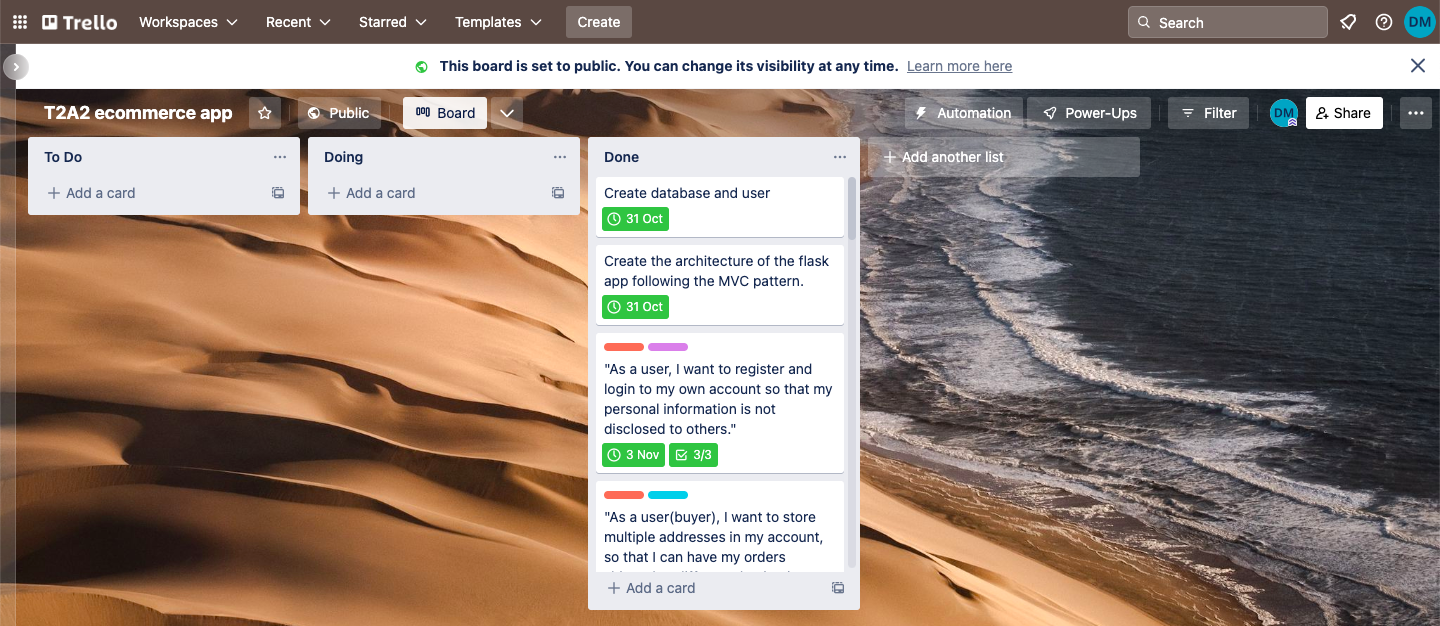 Trello Workspaces Recent Starred Templates Create Search DM
This board is set to public. You can change its visibility at any time. Learn more here
T2A2 ecommerce app Public Board Automation Power-Ups Filter DM Share
To Do
Add a card
Doing
Add a card
Done
Create database and user
31 Oct
Create the architecture of the flask
app following the MVC pattern.
31 Oct
"As a user, I want to register and
login to my own account so that my
personal information is not
disclosed to others."
3 Nov 3/3
"As a user(buyer), I want to store
multiple addresses in my account,
so that I can have my orders
Add a card
Add another list